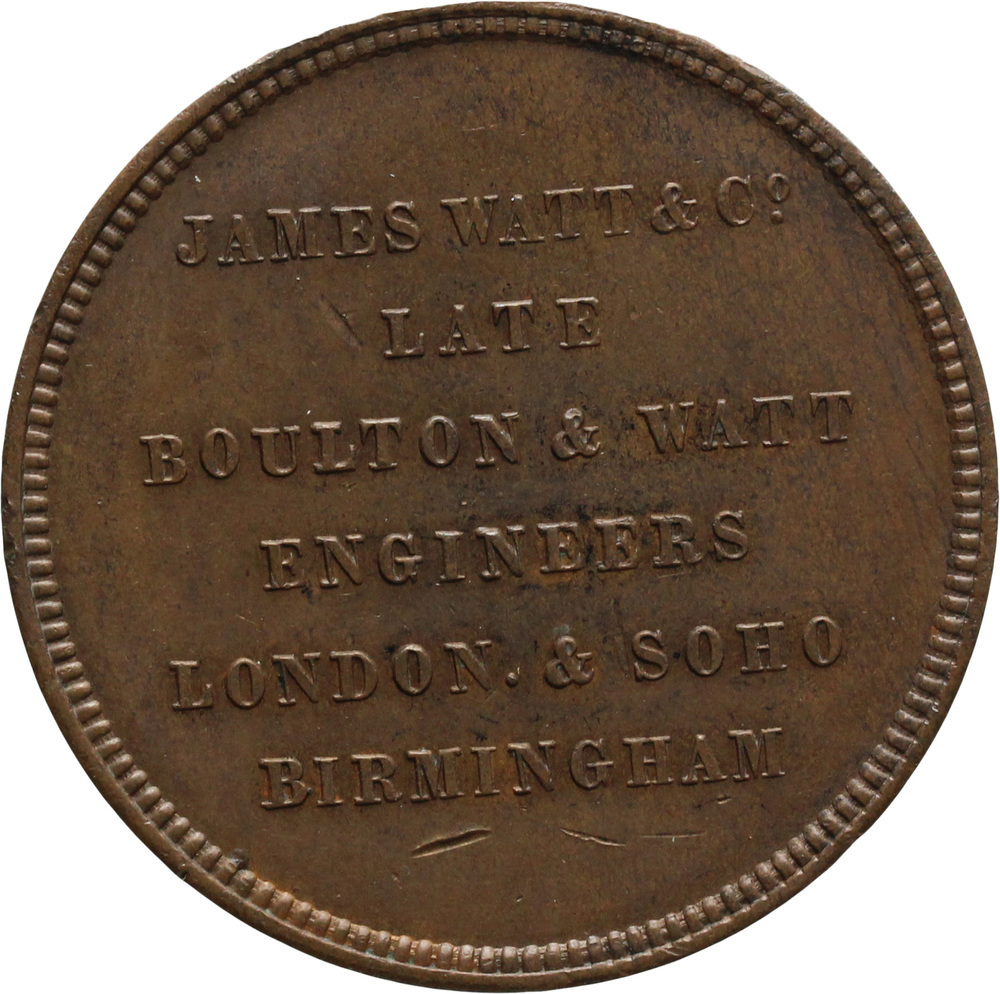 JAMES WATT & Cº
LATE
BOULTON & WATT
ENGINEERS
LONDON. & SOHO
BIRMINGHAM